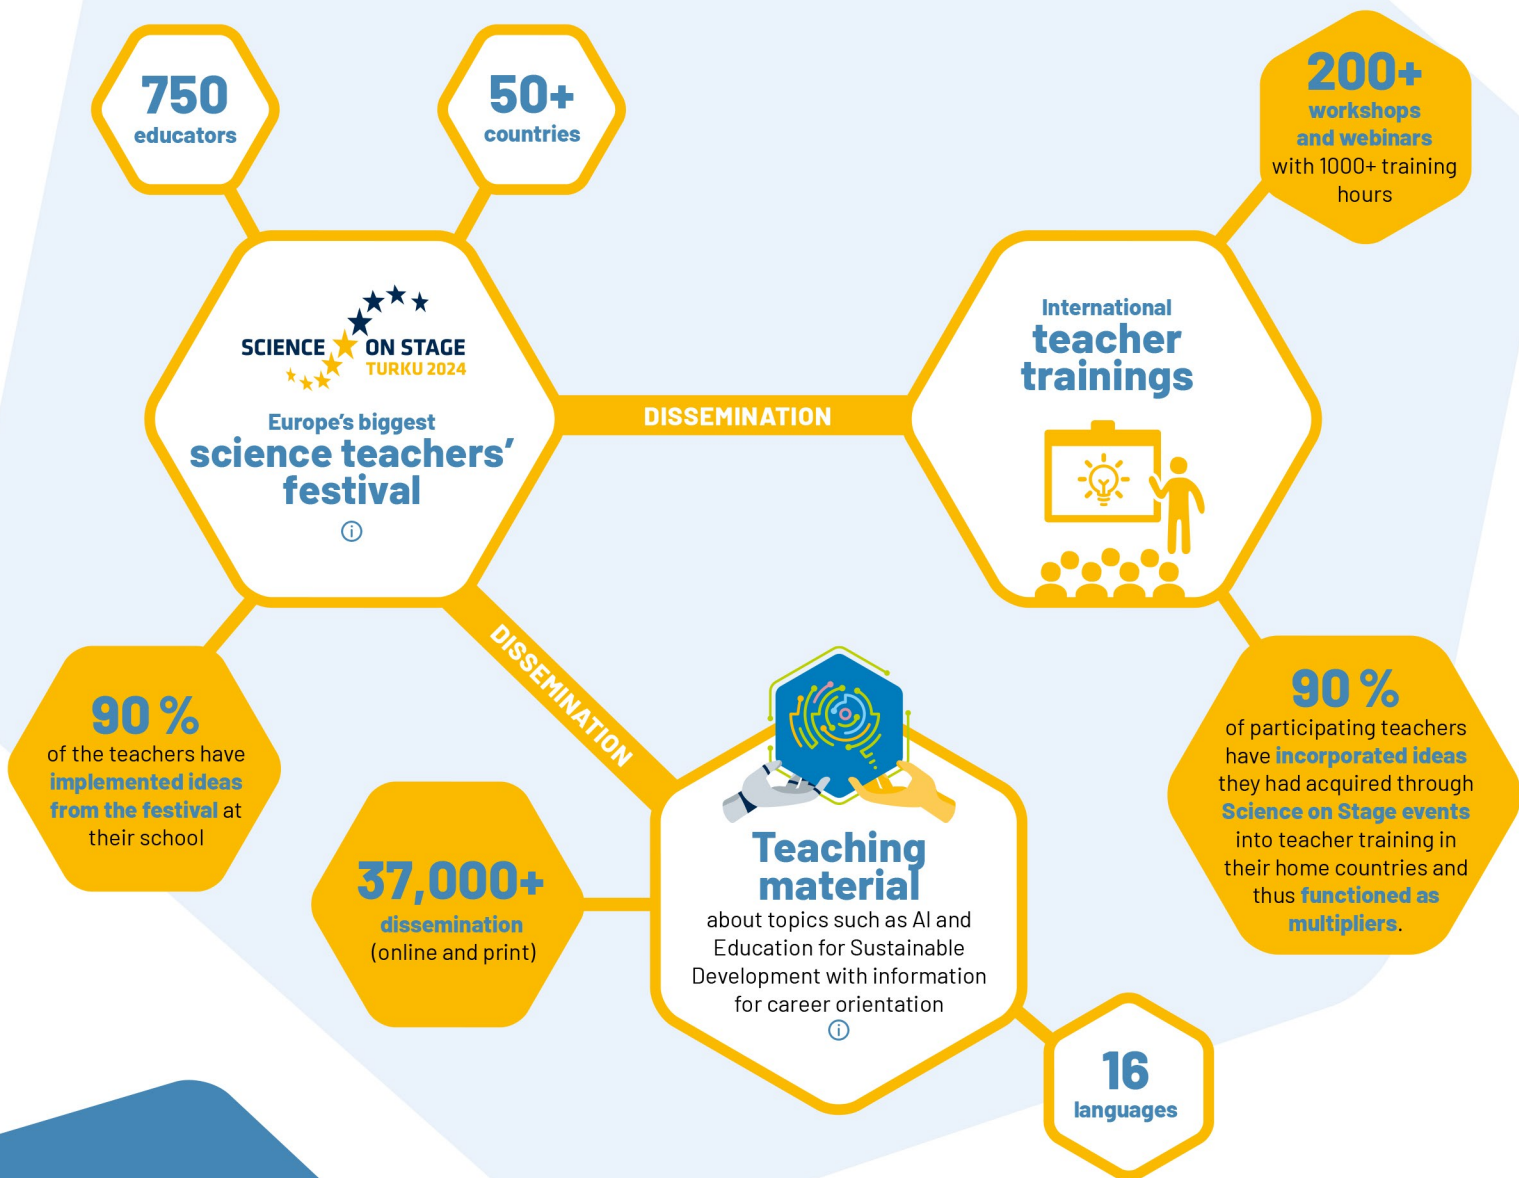 750
educators
50+
countries
200+
workshops
and webinars
with 1000+ training
hours
SCIENCE ON STAGE
TURKU 2024
Europe's biggest
science teachers'
festival
DISSEMINATION
International
teacher
trainings
DISSEMINATION
90 %
of the teachers have
implemented ideas
from the festival at
their school
37,000+
dissemination
(online and print)
Teaching
material
about topics such as AI and
Education for Sustainable
Development with information
for career orientation
16
languages
90 %
of participating teachers
have incorporated ideas
they had acquired through
Science on Stage events
into teacher training in
their home countries and
thus functioned as
multipliers.